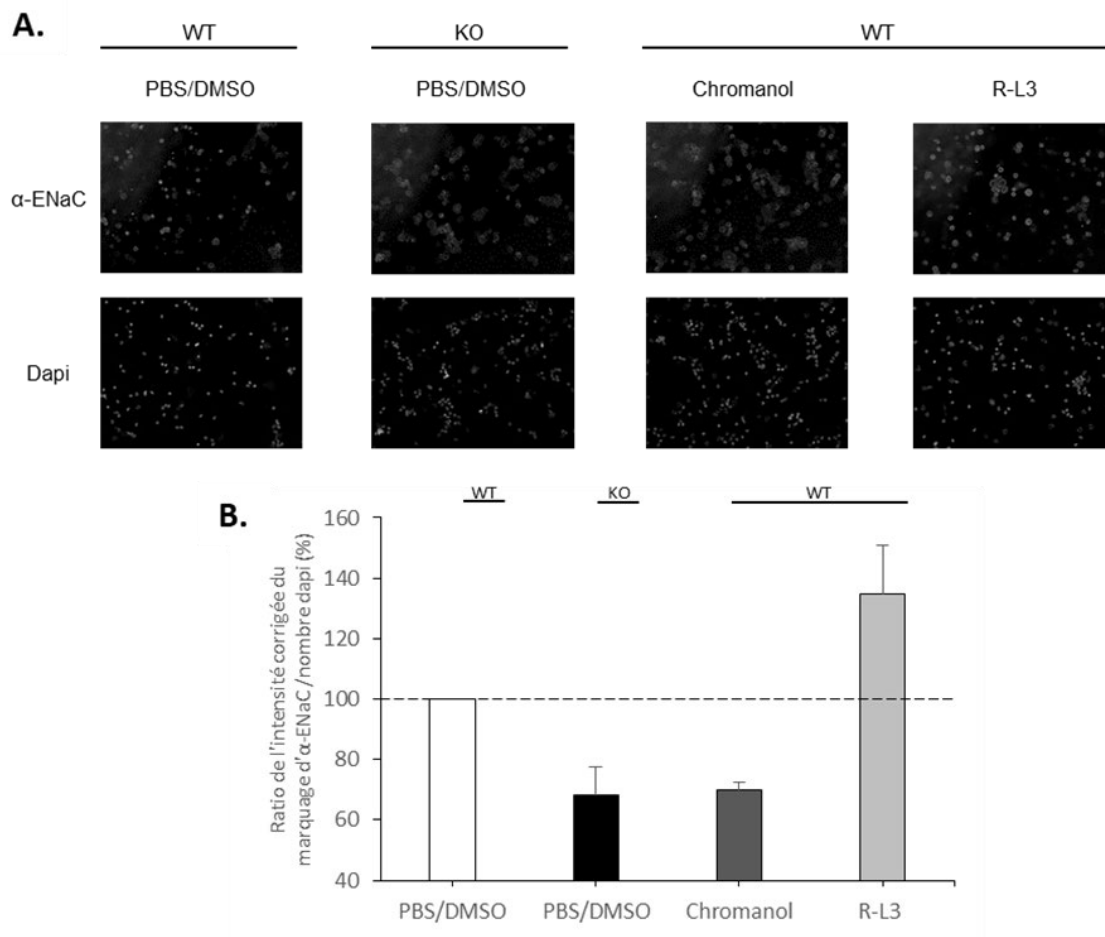 A.
WT KO WT
PBS/DMSO PBS/DMSO Chromanol R-L3
α-ENaC
Dapi
B.
WT KO WT
Ratio de l'intensité corrigée du
marquage d'α-ENaC /nombre dapi (%)
160
140
120
100
80
60
40
PBS/DMSO PBS/DMSO Chromanol R-L3